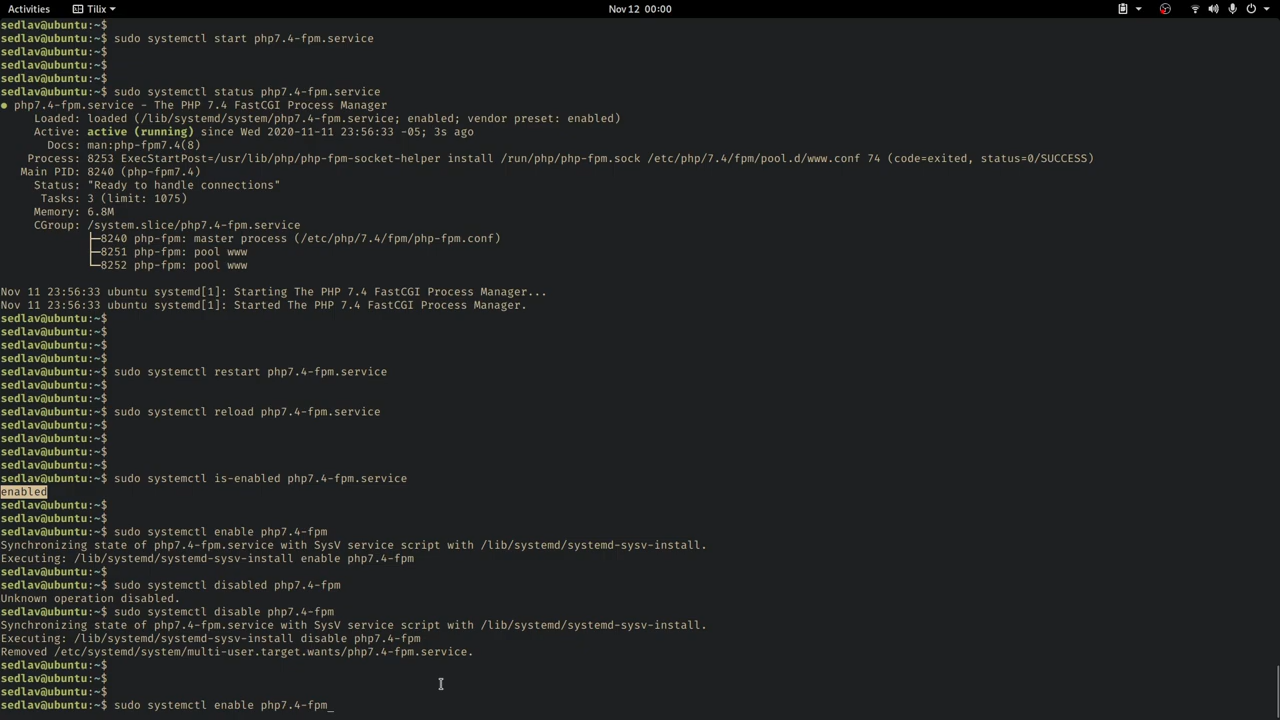 Activities Tilix Nov 12 00:00
sedlav@ubuntu:~$
sedlav@ubuntu:~$ sudo systemctl start php7.4-fpm.service
sedlav@ubuntu:~$
sedlav@ubuntu:~$
sedlav@ubuntu:~$
sedlav@ubuntu:~$ sudo systemctl status php7.4-fpm.service
● php7.4-fpm.service - The PHP 7.4 FastCGI Process Manager
     Loaded: loaded (/lib/systemd/system/php7.4-fpm.service; enabled; vendor preset: enabled)
     Active: active (running) since Wed 2020-11-11 23:56:33 -05; 3s ago
       Docs: man:php-fpm7.4(8)
    Process: 8253 ExecStartPost=/usr/lib/php/php-fpm-socket-helper install /run/php/php-fpm.sock /etc/php/7.4/fpm/pool.d/www.conf 74 (code=exited, status=0/SUCCESS)
   Main PID: 8240 (php-fpm7.4)
     Status: "Ready to handle connections"
      Tasks: 3 (limit: 1075)
     Memory: 6.8M
     CGroup: /system.slice/php7.4-fpm.service
             ├─8240 php-fpm: master process (/etc/php/7.4/fpm/php-fpm.conf)
             ├─8251 php-fpm: pool www
             └─8252 php-fpm: pool www
Nov 11 23:56:33 ubuntu systemd[1]: Starting The PHP 7.4 FastCGI Process Manager...
Nov 11 23:56:33 ubuntu systemd[1]: Started The PHP 7.4 FastCGI Process Manager.
sedlav@ubuntu:~$
sedlav@ubuntu:~$
sedlav@ubuntu:~$
sedlav@ubuntu:~$
sedlav@ubuntu:~$ sudo systemctl restart php7.4-fpm.service
sedlav@ubuntu:~$
sedlav@ubuntu:~$
sedlav@ubuntu:~$ sudo systemctl reload php7.4-fpm.service
sedlav@ubuntu:~$
sedlav@ubuntu:~$
sedlav@ubuntu:~$
sedlav@ubuntu:~$
sedlav@ubuntu:~$ sudo systemctl is-enabled php7.4-fpm.service
enabled
sedlav@ubuntu:~$
sedlav@ubuntu:~$
sedlav@ubuntu:~$ sudo systemctl enable php7.4-fpm
Synchronizing state of php7.4-fpm.service with SysV service script with /lib/systemd/systemd-sysv-install.
Executing: /lib/systemd/systemd-sysv-install enable php7.4-fpm
sedlav@ubuntu:~$
sedlav@ubuntu:~$ sudo systemctl disabled php7.4-fpm
Unknown operation disabled.
sedlav@ubuntu:~$ sudo systemctl disable php7.4-fpm
Synchronizing state of php7.4-fpm.service with SysV service script with /lib/systemd/systemd-sysv-install.
Executing: /lib/systemd/systemd-sysv-install disable php7.4-fpm
Removed /etc/systemd/system/multi-user.target.wants/php7.4-fpm.service.
sedlav@ubuntu:~$
sedlav@ubuntu:~$
sedlav@ubuntu:~$
sedlav@ubuntu:~$ sudo systemctl enable php7.4-fpm_